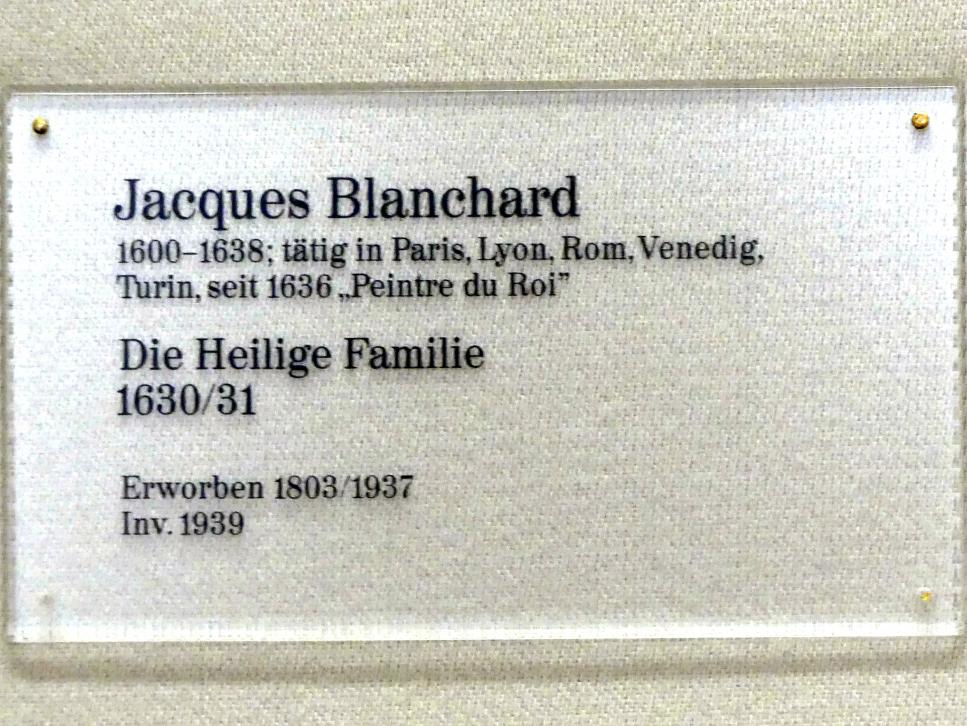 Jacques Blanchard
1600–1638; tätig in Paris, Lyon, Rom, Venedig,
Turin, seit 1636 „Peintre du Roi”
Die Heilige Familie
1630/31
Erworben 1803/1937
Inv. 1939